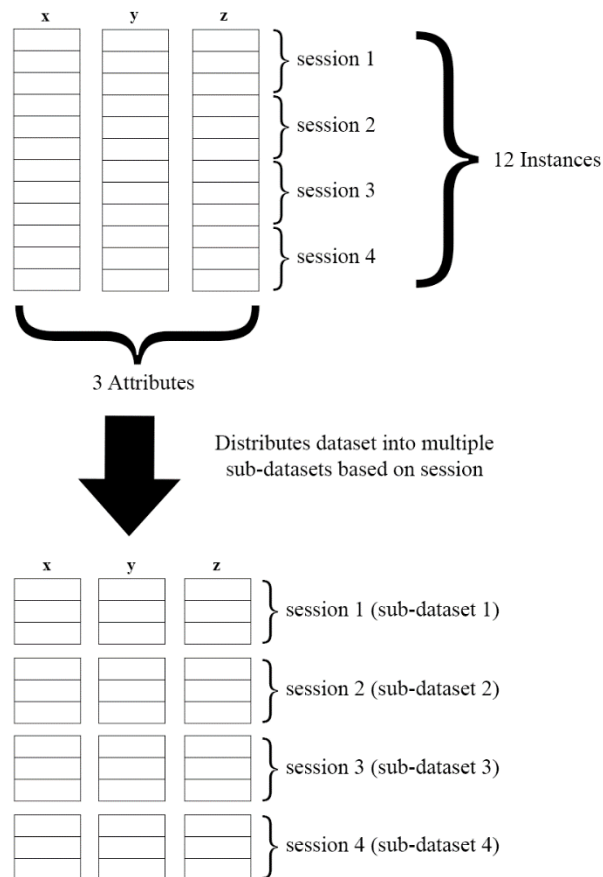 x y z
session 1
session 2
12 Instances
session 3
session 4
3 Attributes
Distributes dataset into multiple
sub-datasets based on session
x y z
session 1 (sub-dataset 1)
session 2 (sub-dataset 2)
session 3 (sub-dataset 3)
session 4 (sub-dataset 4)